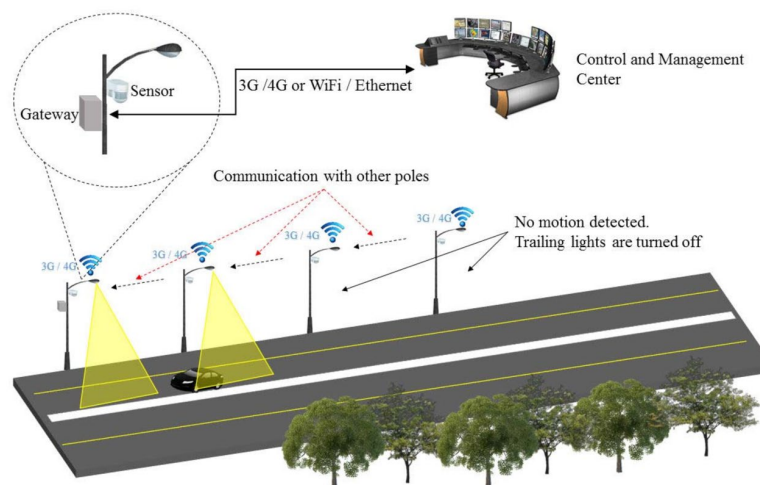 Sensor
Gateway
3G /4G or WiFi / Ethernet
Control and Management
Center
Communication with other poles
3G / 4G
3G / 4G
3G / 4G
3G / 4G
No motion detected.
Trailing lights are turned off